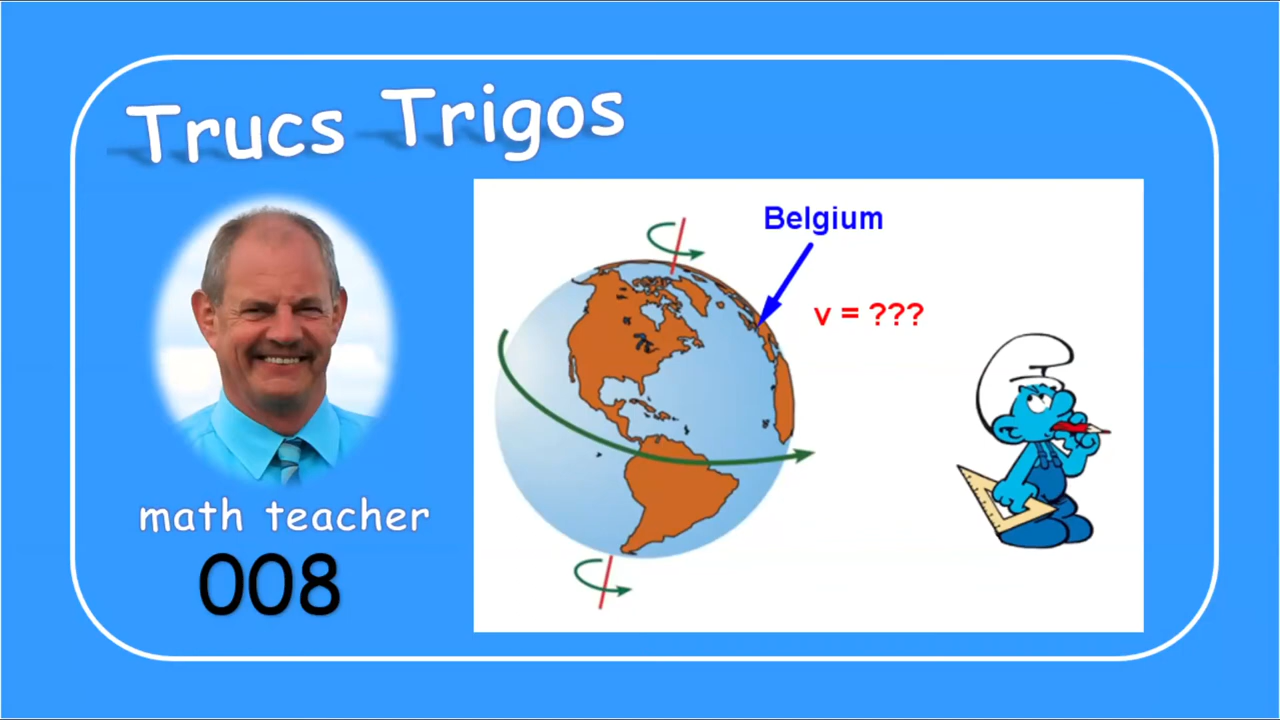 Trucs Trigos
Belgium
v = ???
math teacher
008